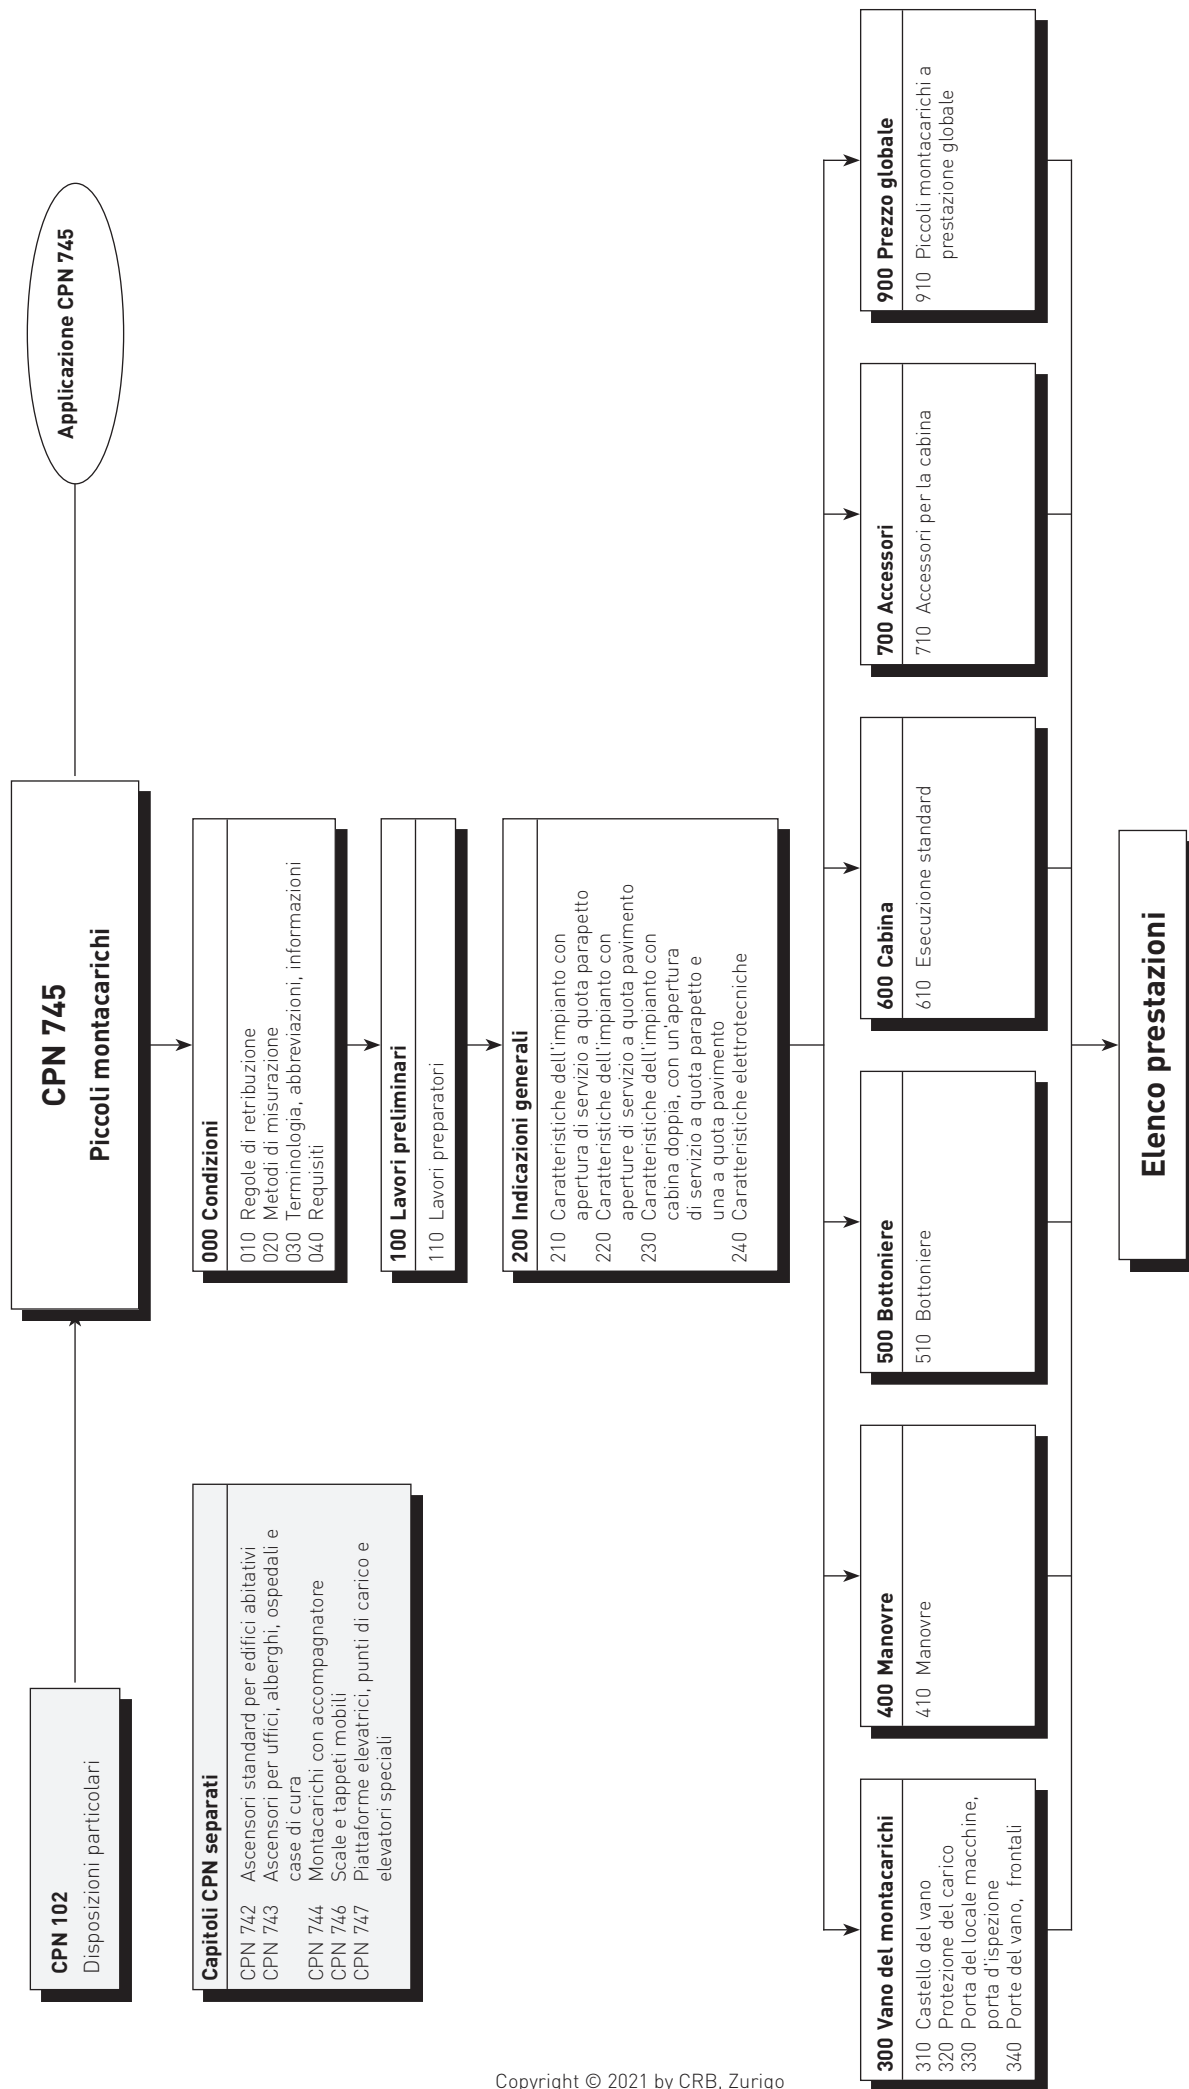 CPN 102
Disposizioni particolari
CPN 745
Piccoli montacarichi
Applicazione CPN 745
Capitoli CPN separati
CPN 742 Ascensori standard per edifici abitativi
CPN 743 Ascensori per uffici, alberghi, ospedali e
case di cura
CPN 744 Montacarichi con accompagnatore
CPN 746 Scale e tappeti mobili
CPN 747 Piattaforme elevatrici, punti di carico e
elevatori speciali
000 Condizioni
010 Regole di retribuzione
020 Metodi di misurazione
030 Terminologia, abbreviazioni, informazioni
040 Requisiti
100 Lavori preliminari
110 Lavori preparatori
200 Indicazioni generali
210 Caratteristiche dell'impianto con
apertura di servizio a quota parapetto
220 Caratteristiche dell'impianto con
aperture di servizio a quota pavimento
230 Caratteristiche dell'impianto con
cabina doppia, con un'apertura
di servizio a quota parapetto e
una a quota pavimento
240 Caratteristiche elettrotecniche
300 Vano del montacarichi
310 Castello del vano
320 Protezione del carico
330 Porta del locale macchine,
porta d'ispezione
340 Porte del vano, frontali
400 Manovre
410 Manovre
500 Bottoniere
510 Bottoniere
600 Cabina
610 Esecuzione standard
700 Accessori
710 Accessori per la cabina
900 Prezzo globale
910 Piccoli montacarichi a
prestazione globale
Elenco prestazioni
Copyright © 2021 by CRB, Zurigo